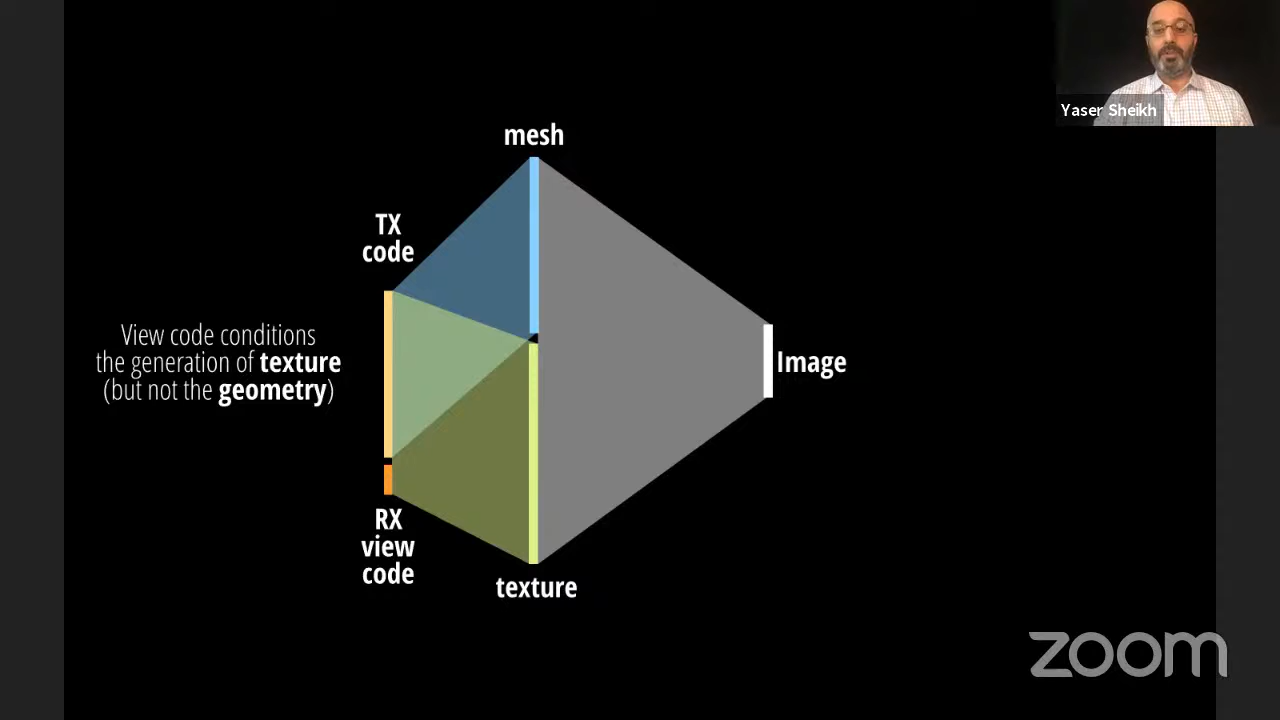 Yaser Sheikh
mesh
TX
code
View code conditions
the generation of texture
(but not the geometry)
Image
RX
view
code
texture
zoom